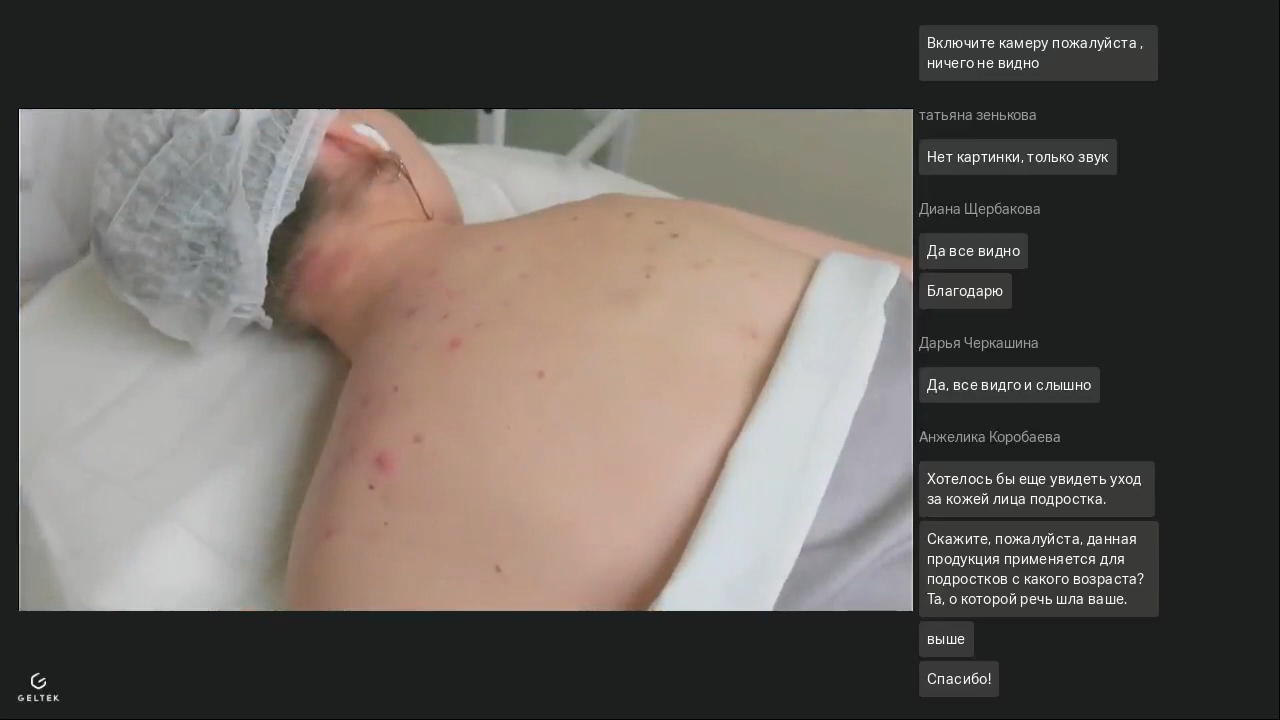 Включите камеру пожалуйста ,
ничего не видно
татьяна зенькова
Нет картинки, только звук
Диана Щербакова
Да все видно
Благодарю
Дарья Черкашина
Да, все видго и слышно
Анжелика Коробаева
Хотелось бы еще увидеть уход
за кожей лица подростка.
Скажите, пожалуйста, данная
продукция применяется для
подростков с какого возраста?
Та, о которой речь шла ваше.
выше
Спасибо!
GELTEK